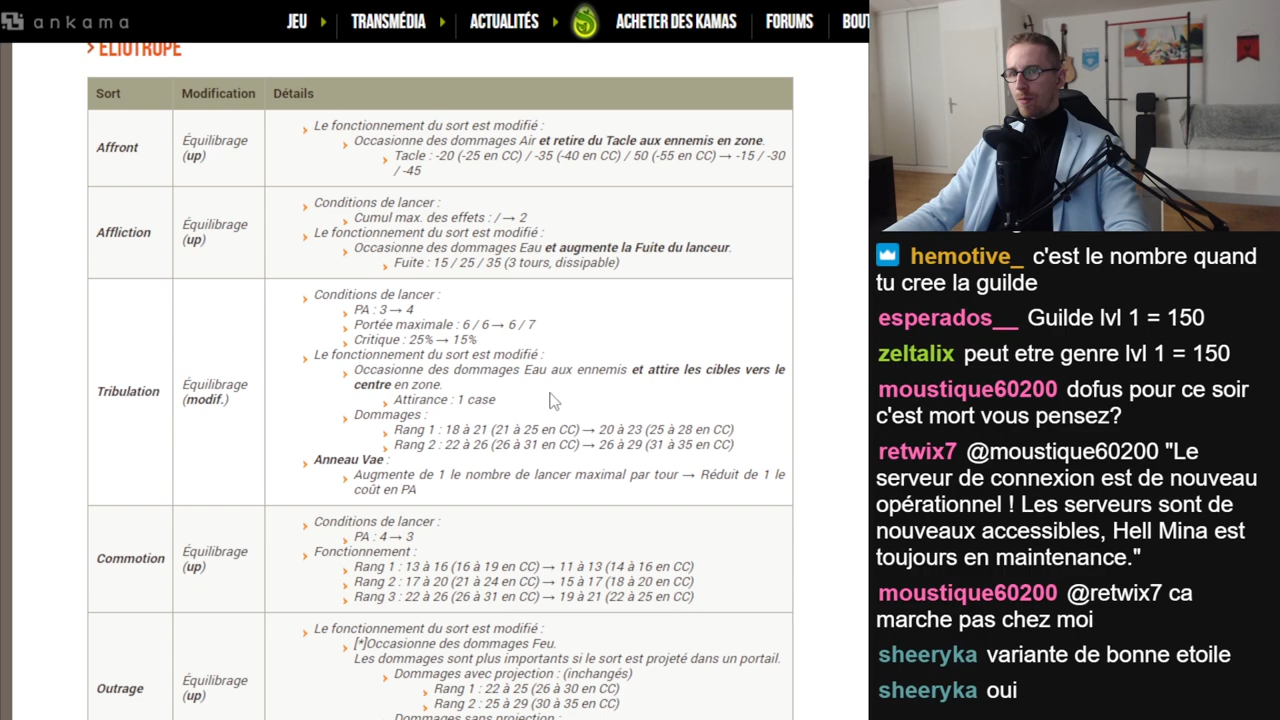 ankama
JEU
TRANSMÉDIA
ACTUALITÉS
ACHETER DES KAMAS
FORUMS
BOUT
ELIOTROPE
Sort Modification Détails
Affront
Équilibrage
(up)
Le fonctionnement du sort est modifié :
Occasionne des dommages Air et retire du Tacle aux ennemis en zone.
Tacle : -20 (-25 en CC) / -35 (-40 en CC) / 50 (-55 en CC) → -15 / -30
/ -45
Affliction
Équilibrage
(up)
Conditions de lancer :
Cumul max. des effets : / → 2
Le fonctionnement du sort est modifié :
Occasionne des dommages Eau et augmente la Fuite du lanceur.
Fuite : 15 / 25 / 35 (3 tours, dissipable)
Tribulation
Équilibrage
(modif.)
Conditions de lancer :
PA : 3 → 4
Portée maximale : 6 / 6 → 6 / 7
Critique : 25% → 15%
Le fonctionnement du sort est modifié :
Occasionne des dommages Eau aux ennemis et attire les cibles vers le
centre en zone.
Attirance : 1 case
Dommages :
Rang 1 : 18 à 21 (21 à 25 en CC) → 20 à 23 (25 à 28 en CC)
Rang 2 : 22 à 26 (26 à 31 en CC) → 26 à 29 (31 à 35 en CC)
Anneau Vae :
Augmente de 1 le nombre de lancer maximal par tour → Réduit de 1 le
coût en PA
Commotion
Équilibrage
(up)
Conditions de lancer :
PA : 4 → 3
Fonctionnement :
Rang 1 : 13 à 16 (16 à 19 en CC) → 11 à 13 (14 à 16 en CC)
Rang 2 : 17 à 20 (21 à 24 en CC) → 15 à 17 (18 à 20 en CC)
Rang 3 : 22 à 26 (26 à 31 en CC) → 19 à 21 (22 à 25 en CC)
Outrage
Équilibrage
(up)
Le fonctionnement du sort est modifié :
[*]Occasionne des dommages Feu.
Les dommages sont plus importants si le sort est projeté dans un portail.
Dommages avec projection : (inchangés)
Rang 1 : 22 à 25 (26 à 30 en CC)
Rang 2 : 25 à 29 (30 à 35 en CC)
Dommages sans projection :
hemotive_ c'est le nombre quand
tu cree la guilde
esperados__ Guilde lvl 1 = 150
zeltalix peut etre genre lvl 1 = 150
moustique60200 dofus pour ce soir
c'est mort vous pensez?
retwix7 @moustique60200 "Le
serveur de connexion est de nouveau
opérationnel ! Les serveurs sont de
nouveaux accessibles, Hell Mina est
toujours en maintenance."
moustique60200 @retwix7 ca
marche pas chez moi
sheeryka variante de bonne etoile
sheeryka oui